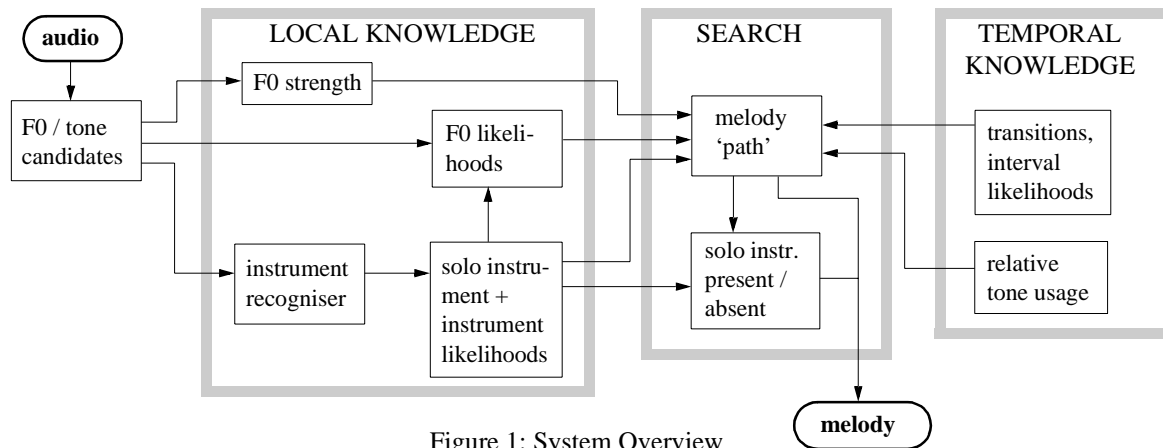 audio
F0 / tone
candidates
LOCAL KNOWLEDGE
F0 strength
F0 likeli-
hoods
instrument
recogniser
solo instru-
ment +
instrument
likelihoods
SEARCH
melody
‘path’
solo instr.
present /
absent
TEMPORAL
KNOWLEDGE
transitions,
interval
likelihoods
relative
tone usage
melody
Figure 1: System Overview